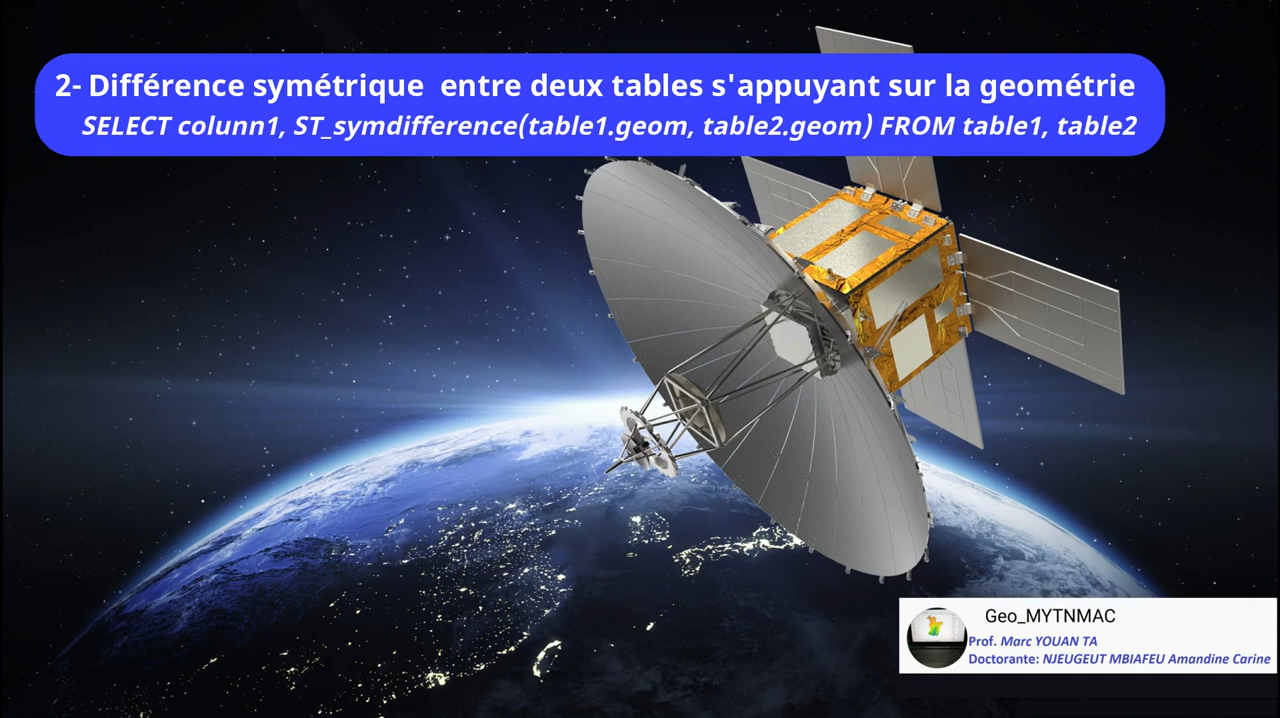 2- Différence symétrique entre deux tables s'appuyant sur la geométrie
SELECT colunn1, ST_symdifference(table1.geom, table2.geom) FROM table1, table2
Geo_MYTNMAC
Prof. Marc YOUAN TA
Doctorante: NJEUGEUT MBIAFEU Amandine Carine